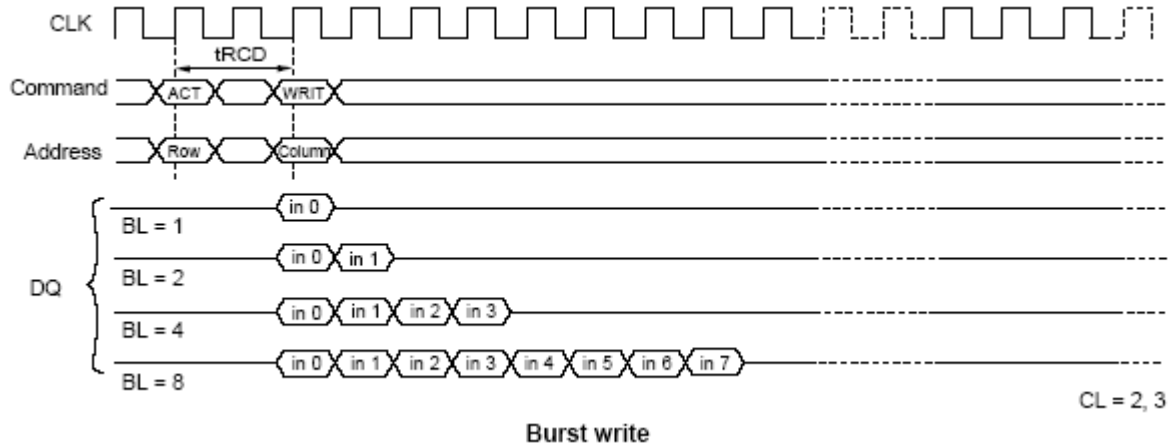 CLK
tRCD
Command ACT WRIT
Address Row Column
in 0
BL = 1
in 0 in 1
BL = 2
DQ
in 0 in 1 in 2 in 3
BL = 4
in 0 in 1 in 2 in 3 in 4 in 5 in 6 in 7
BL = 8
CL = 2, 3
Burst write